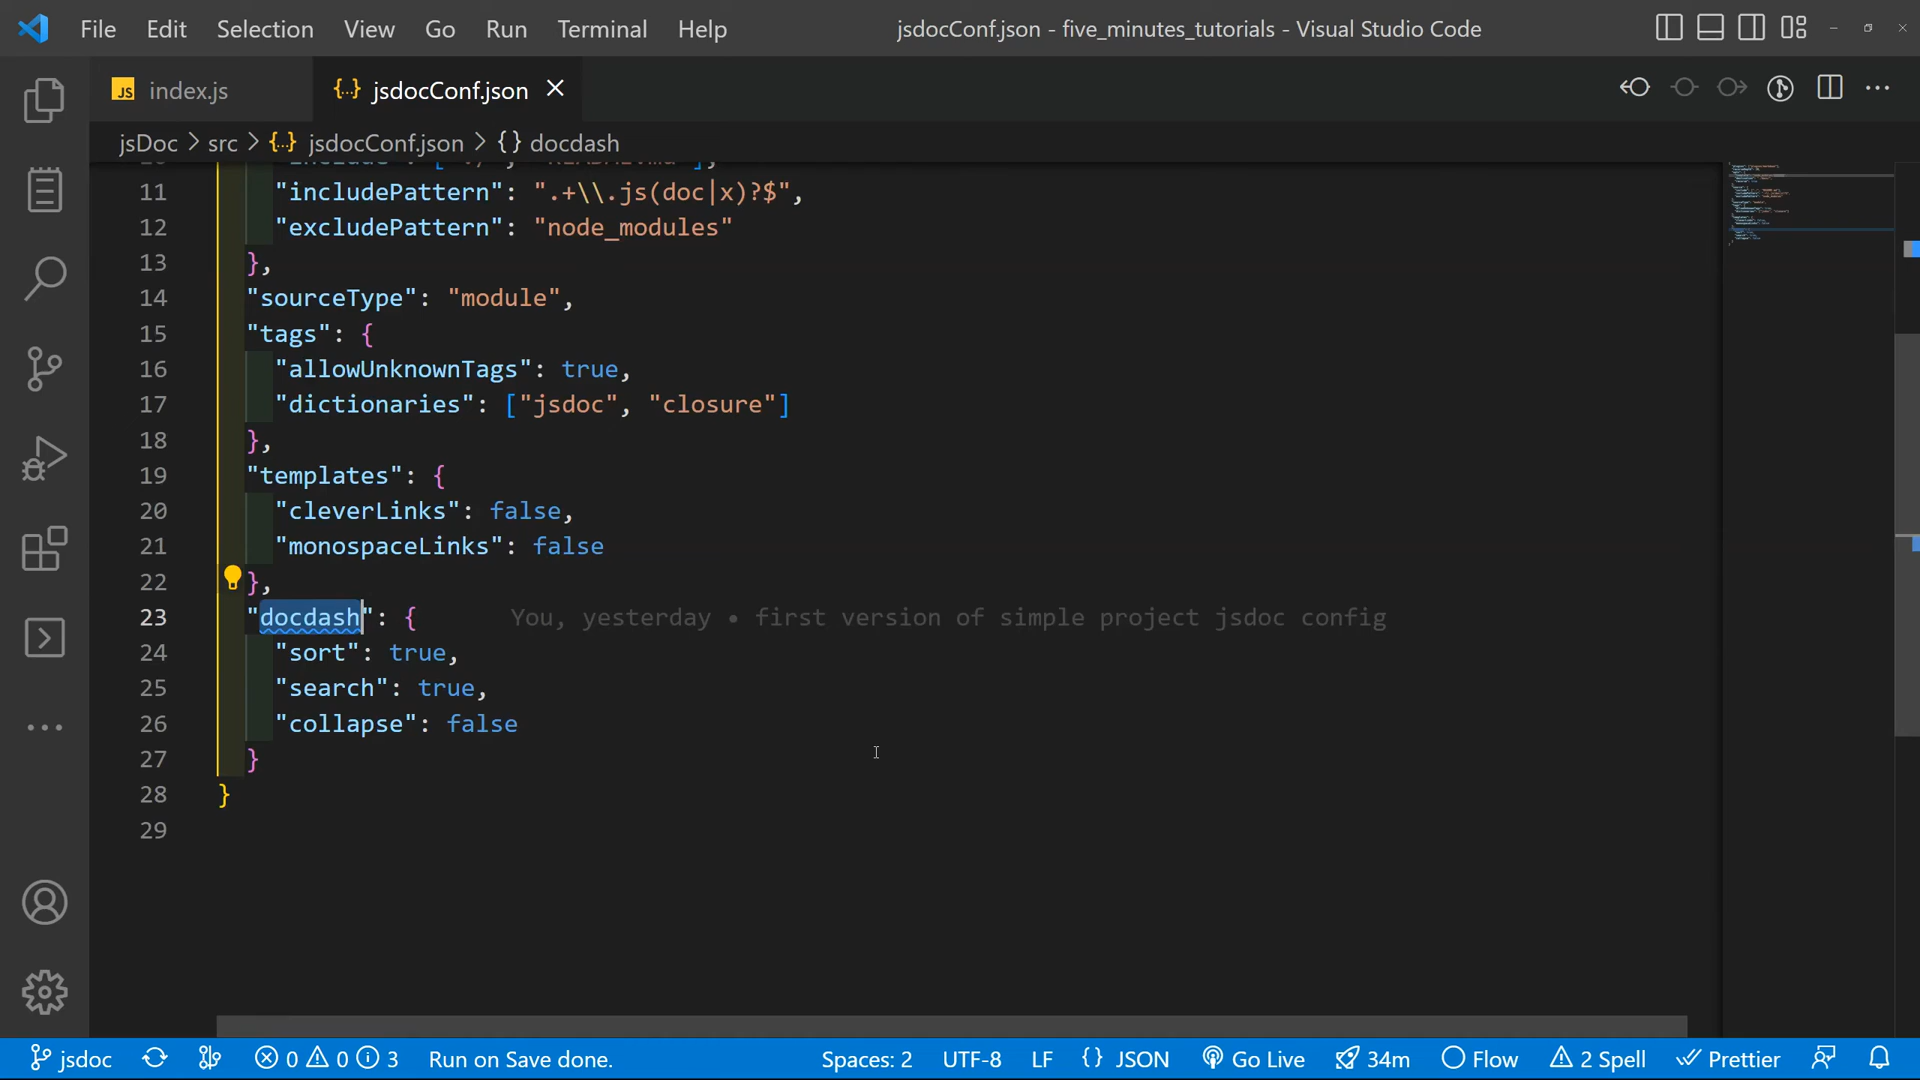 File Edit Selection View Go Run Terminal Help jsdocConf.json - five_minutes_tutorials - Visual Studio Code
JS index.js {..} jsdocConf.json
jsDoc > src > {..} jsdocConf.json > {} docdash
11 "includePattern": ".+\\.js(doc|x)?$",
12 "excludePattern": "node_modules"
13 },
14 "sourceType": "module",
15 "tags": {
16 "allowUnknownTags": true,
17 "dictionaries": ["jsdoc", "closure"]
18 },
19 "templates": {
20 "cleverLinks": false,
21 "monospaceLinks": false
22 },
23 "docdash": { You, yesterday • first version of simple project jsdoc config
24 "sort": true,
25 "search": true,
26 "collapse": false
27 }
28 }
29
jsdoc 0 0 3 Run on Save done. Spaces: 2 UTF-8 LF {} JSON Go Live 34m Flow 2 Spell Prettier